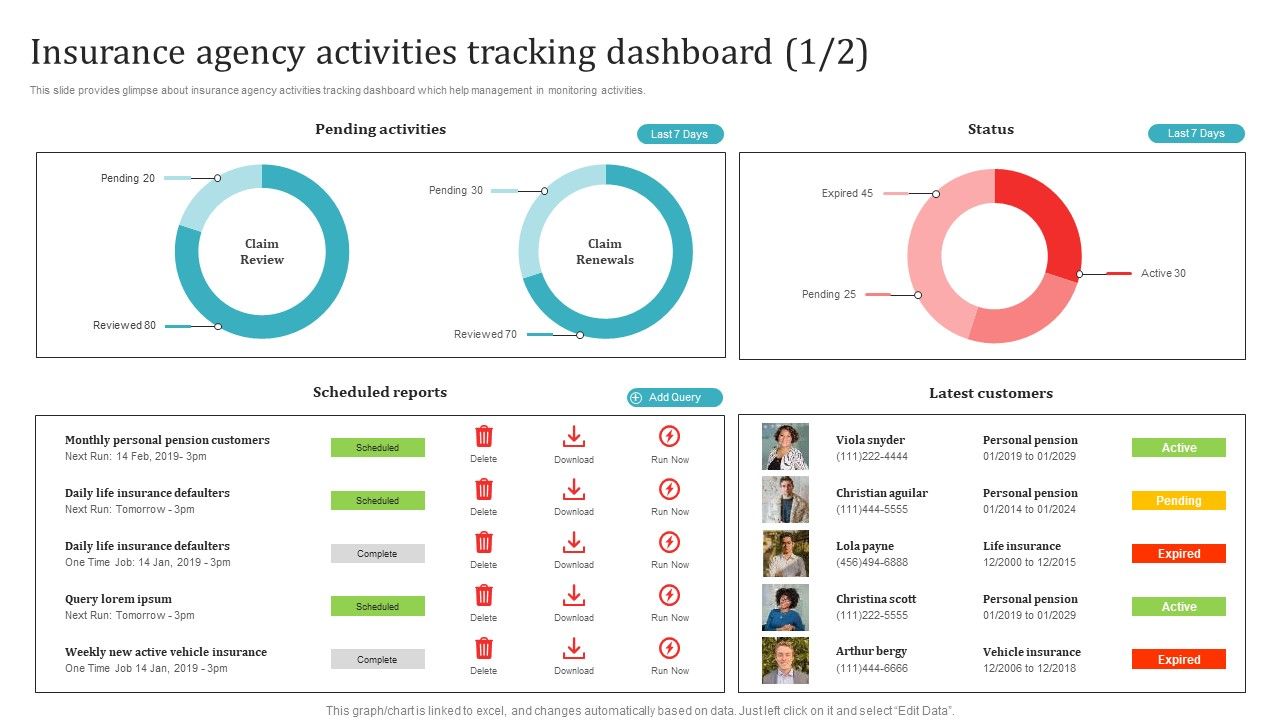 Insurance agency activities tracking dashboard (1/2)
This slide provides glimpse about insurance agency activities tracking dashboard which help management in monitoring activities.
Pending activities
Last 7 Days
Pending 20
Claim
Review
Reviewed 80
Pending 30
Claim
Renewals
Reviewed 70
Status
Last 7 Days
Expired 45
Active 30
Pending 25
Scheduled reports
Add Query
Monthly personal pension customers
Next Run: 14 Feb, 2019- 3pm
Scheduled
Delete
Download
Run Now
Daily life insurance defaulters
Next Run: Tomorrow - 3pm
Scheduled
Delete
Download
Run Now
Daily life insurance defaulters
One Time Job: 14 Jan, 2019 - 3pm
Complete
Delete
Download
Run Now
Query lorem ipsum
Next Run: Tomorrow - 3pm
Scheduled
Delete
Download
Run Now
Weekly new active vehicle insurance
One Time Job 14 Jan, 2019 - 3pm
Complete
Delete
Download
Run Now
Latest customers
Viola snyder
(111)222-4444
Personal pension
01/2019 to 01/2029
Active
Christian aguilar
(111)444-5555
Personal pension
01/2014 to 01/2024
Pending
Lola payne
(456)494-6888
Life insurance
12/2000 to 12/2015
Expired
Christina scott
(111)222-5555
Personal pension
01/2019 to 01/2029
Active
Arthur bergy
(111)444-6666
Vehicle insurance
12/2006 to 12/2018
Expired
This graph/chart is linked to excel, and changes automatically based on data. Just left click on it and select “Edit Data”.